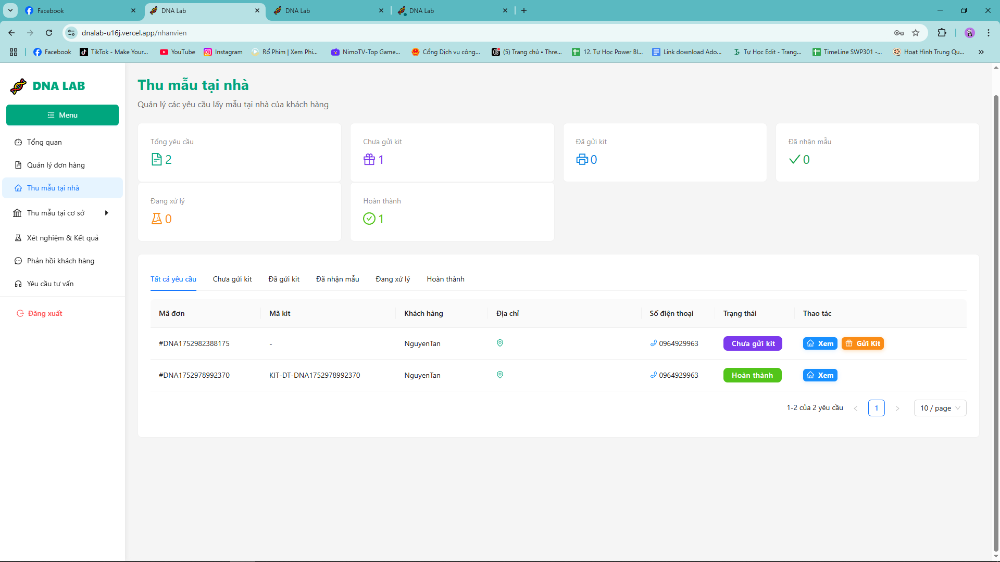 Facebook
DNA Lab
DNA Lab
DNA Lab
dnalab-u16j.vercel.app/nhanvien
Facebook
TikTok - Make Your...
YouTube
Instagram
Rổ Phim | Xem Phi...
NimoTV-Top Game...
Cổng Dịch vụ công...
(5) Trang chủ • Thre...
12. Tự Học Power BI...
Link download Ado...
Tự Học Edit - Trang...
TimeLine SWP301 -...
Hoạt Hình Trung Qu...
DNA LAB
Menu
Tổng quan
Quản lý đơn hàng
Thu mẫu tại nhà
Thu mẫu tại cơ sở
Xét nghiệm & Kết quả
Phản hồi khách hàng
Yêu cầu tư vấn
Đăng xuất
Thu mẫu tại nhà
Quản lý các yêu cầu lấy mẫu tại nhà của khách hàng
Tổng yêu cầu
2
Chưa gửi kit
1
Đã gửi kit
0
Đã nhận mẫu
0
Đang xử lý
0
Hoàn thành
1
Tất cả yêu cầu Chưa gửi kit Đã gửi kit Đã nhận mẫu Đang xử lý Hoàn thành
Mã đơn Mã kit Khách hàng Địa chỉ Số điện thoại Trạng thái Thao tác
#DNA1752982388175 - NguyenTan 0964929963 Chưa gửi kit Xem Gửi Kit
#DNA1752978992370 KIT-DT-DNA1752978992370 NguyenTan 0964929963 Hoàn thành Xem
1-2 của 2 yêu cầu < 1 > 10 / page